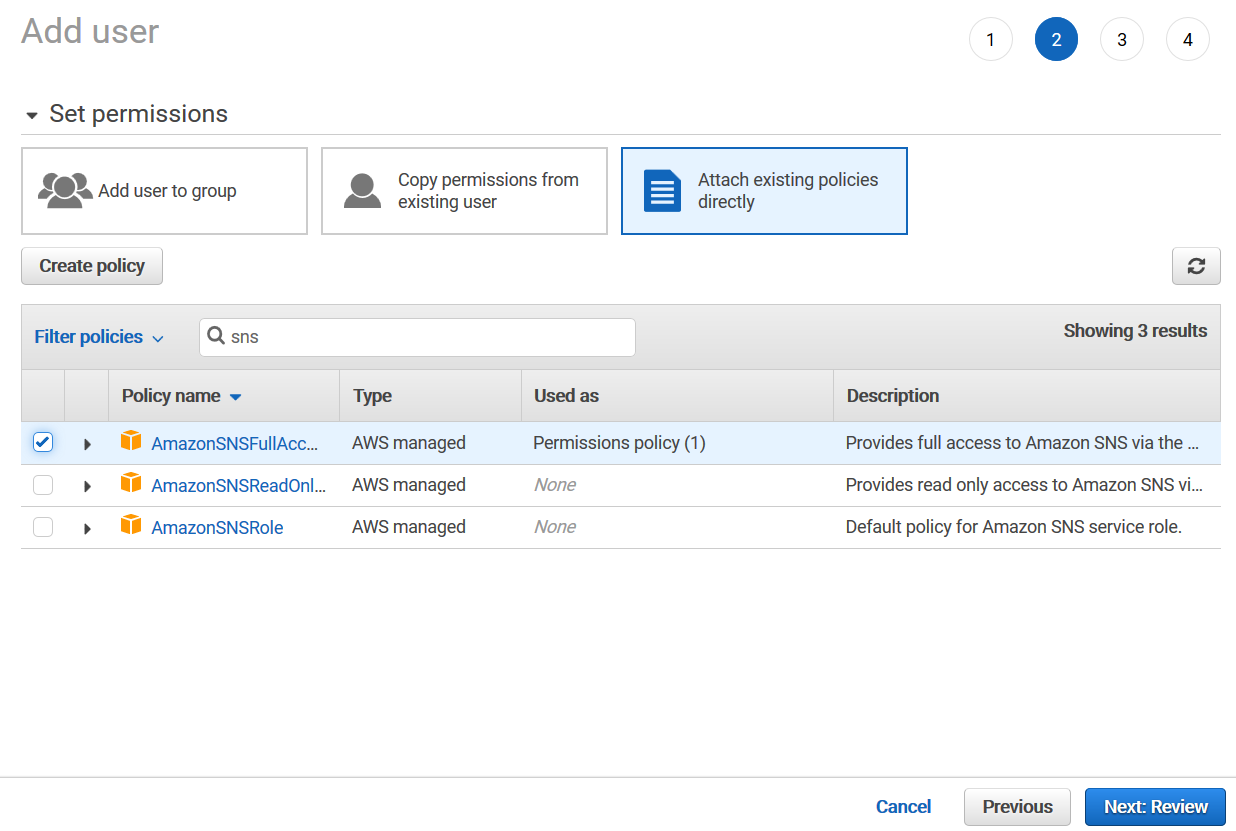 Add user
1 2 3 4
Set permissions
Add user to group
Copy permissions from
existing user
Attach existing policies
directly
Create policy
Filter policies
sns
Showing 3 results
Policy name Type Used as Description
AmazonSNSFullAcc... AWS managed Permissions policy (1) Provides full access to Amazon SNS via the ...
AmazonSNSReadOnl... AWS managed None Provides read only access to Amazon SNS vi...
AmazonSNSRole AWS managed None Default policy for Amazon SNS service role.
Cancel Previous Next: Review